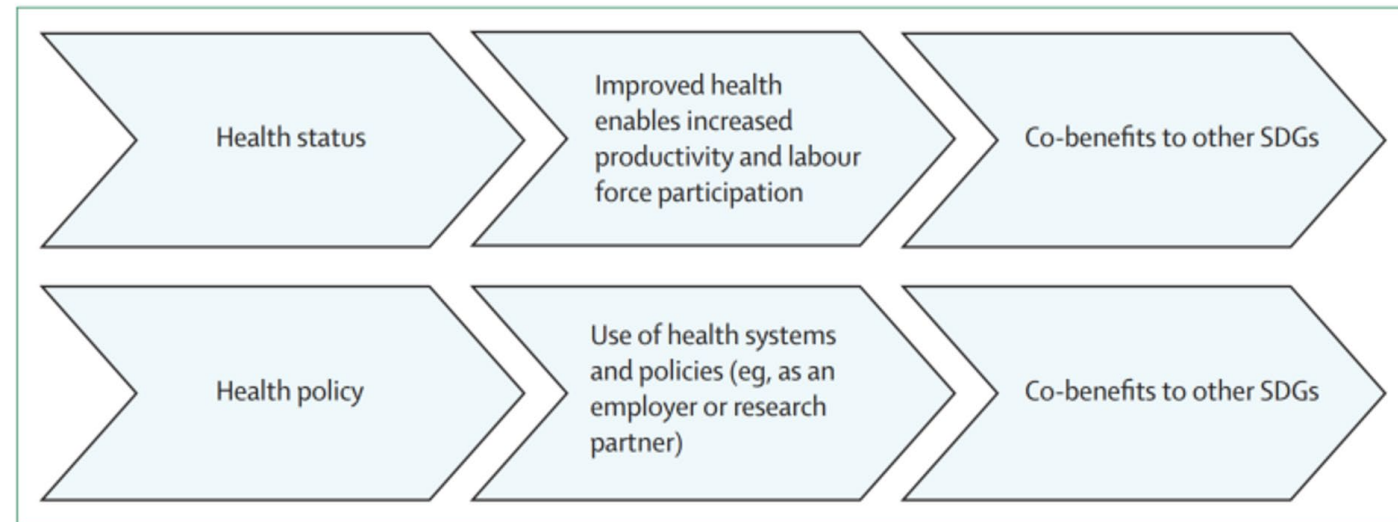 Health status
Improved health
enables increased
productivity and labour
force participation
Co-benefits to other SDGs
Health policy
Use of health systems
and policies (eg, as an
employer or research
partner)
Co-benefits to other SDGs